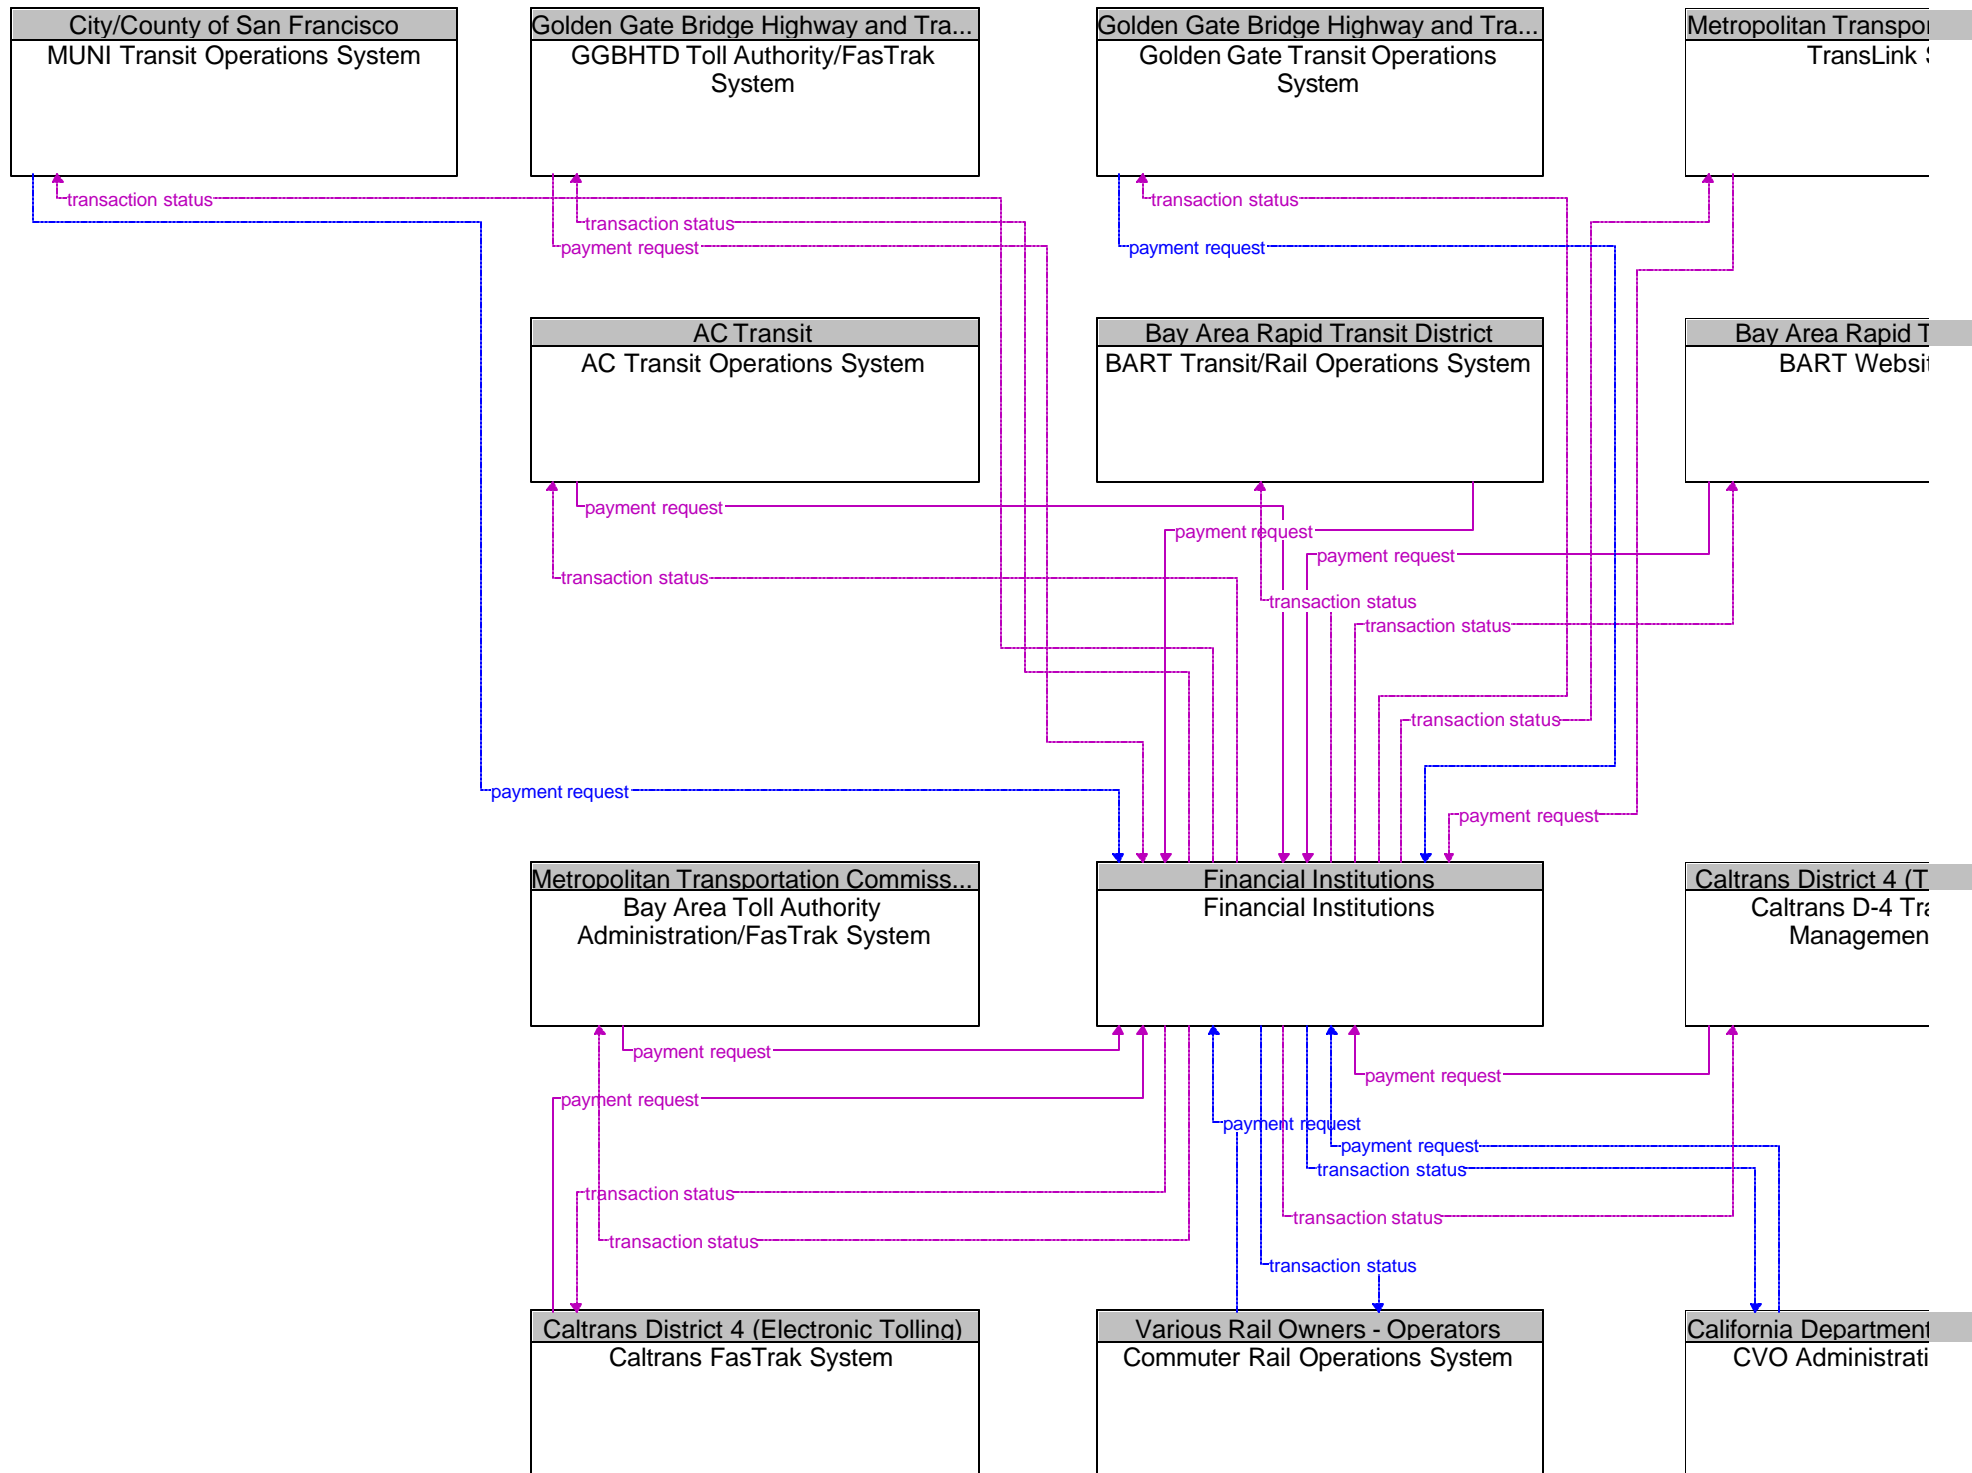 City/County of San Francisco
MUNI Transit Operations System
Golden Gate Bridge Highway and Tra...
GGBHTD Toll Authority/FasTrak
System
Golden Gate Bridge Highway and Tra...
Golden Gate Transit Operations
System
Metropolitan Transpor
TransLink
transaction status
transaction status
payment request
transaction status
payment request
AC Transit
AC Transit Operations System
Bay Area Rapid Transit District
BART Transit/Rail Operations System
Bay Area Rapid T
BART Websit
payment request
payment request
payment request
transaction status
transaction status
transaction status
transaction status
payment request
payment request
Metropolitan Transportation Commiss...
Bay Area Toll Authority
Administration/FasTrak System
Financial Institutions
Financial Institutions
Caltrans District 4 (T
Caltrans D-4 Tra
Managemen
payment request
payment request
payment request
payment request
payment request
transaction status
transaction status
transaction status
transaction status
transaction status
Caltrans District 4 (Electronic Tolling)
Caltrans FasTrak System
Various Rail Owners - Operators
Commuter Rail Operations System
California Department
CVO Administrati